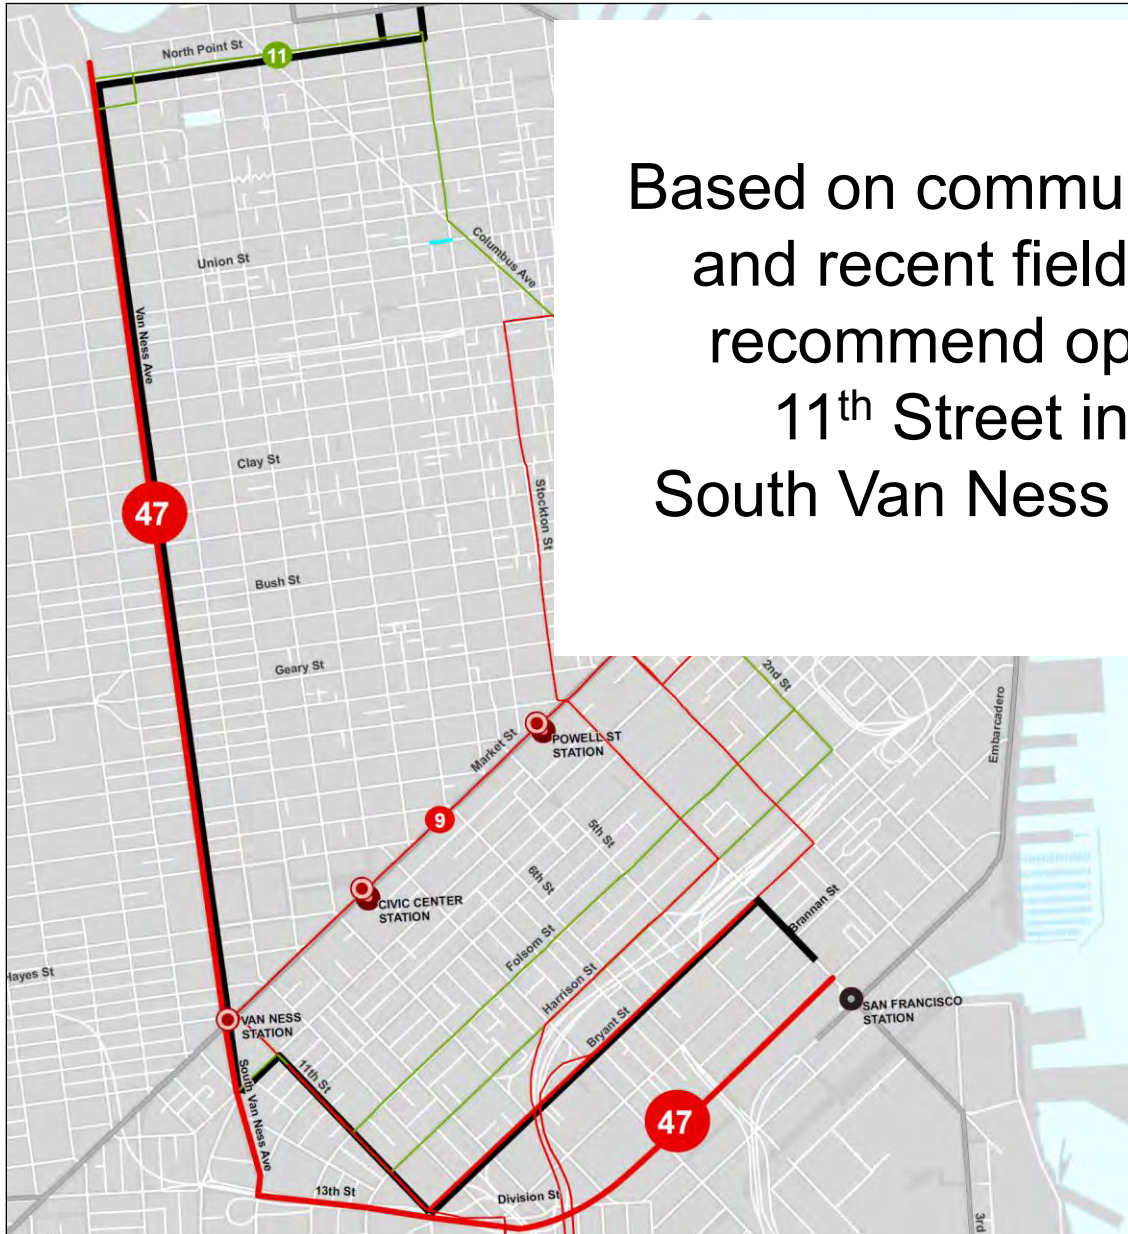 North Point St
11
Based on commu
and recent field
recommend op
11th Street in
South Van Ness
Union St
Columbus Ave
Van Ness Ave
Clay St
47
Stockton St
Bush St
Geary St
2nd St
Embarcadero
Market St
POWELL ST
STATION
9
5th St
6th St
CIVIC CENTER
STATION
Brannan St
Folsom St
Hayes St
Harrison St
SAN FRANCISCO
STATION
VAN NESS
STATION
Bryant St
11th St
South Van Ness Ave
47
13th St
Division St
3rd